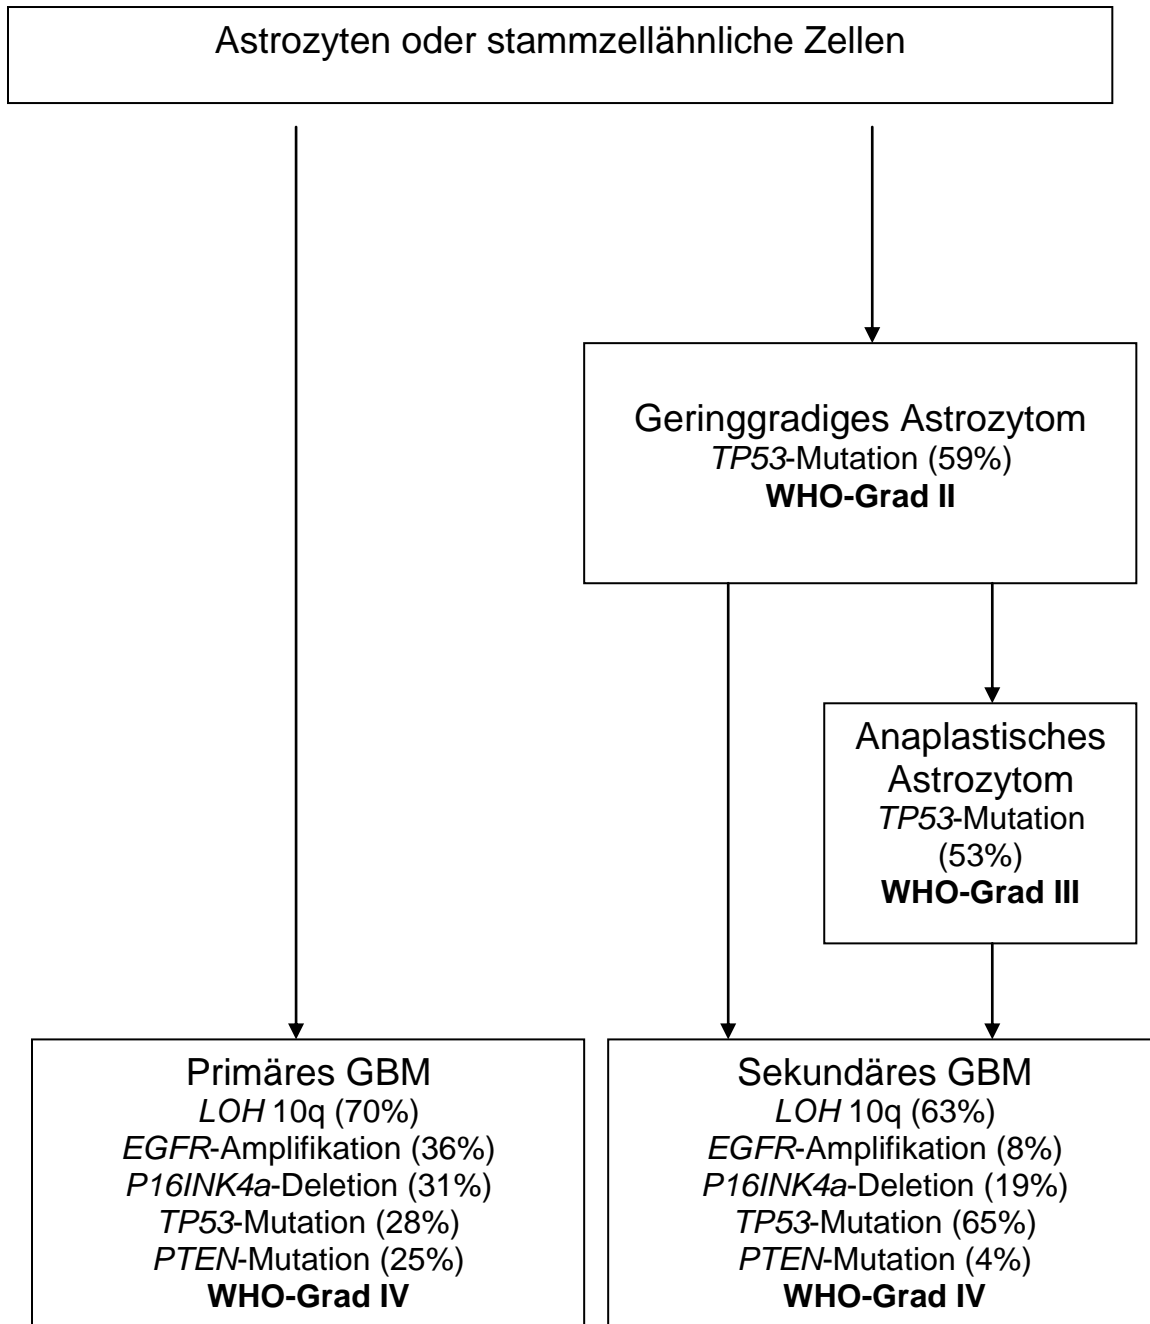 Astrozyten oder stammzellähnliche Zellen
Geringgradiges Astrozytom
TP53-Mutation (59%)
WHO-Grad II
Anaplastisches
Astrozytom
TP53-Mutation
(53%)
WHO-Grad III
Primäres GBM
LOH 10q (70%)
EGFR-Amplifikation (36%)
P16INK4a-Deletion (31%)
TP53-Mutation (28%)
PTEN-Mutation (25%)
WHO-Grad IV
Sekundäres GBM
LOH 10q (63%)
EGFR-Amplifikation (8%)
P16INK4a-Deletion (19%)
TP53-Mutation (65%)
PTEN-Mutation (4%)
WHO-Grad IV